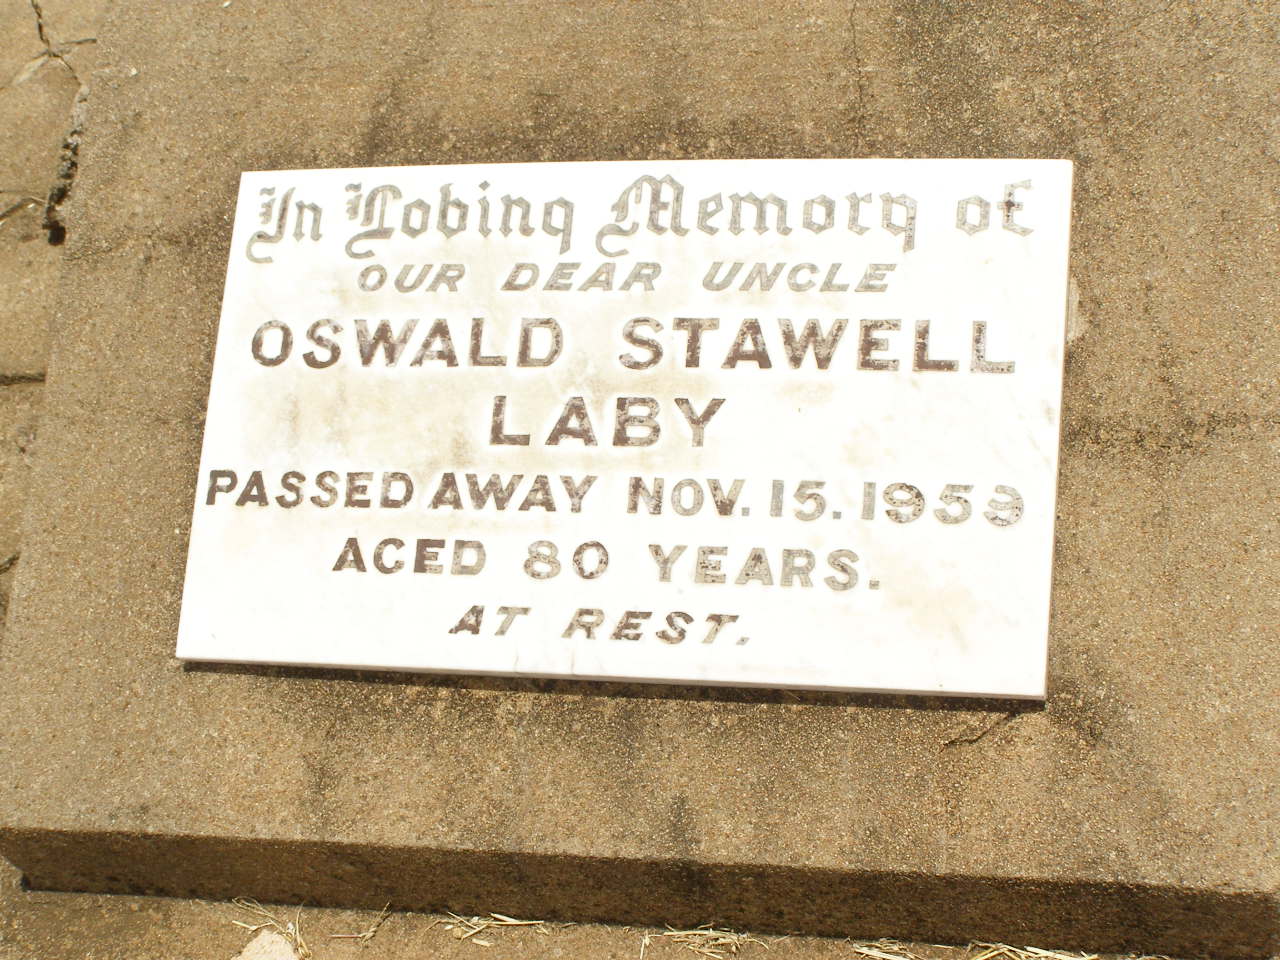 In Loving Memory of
OUR DEAR UNCLE
OSWALD STAWELL
LABY
PASSED AWAY NOV. 15. 1959
AGED 80 YEARS.
AT REST.